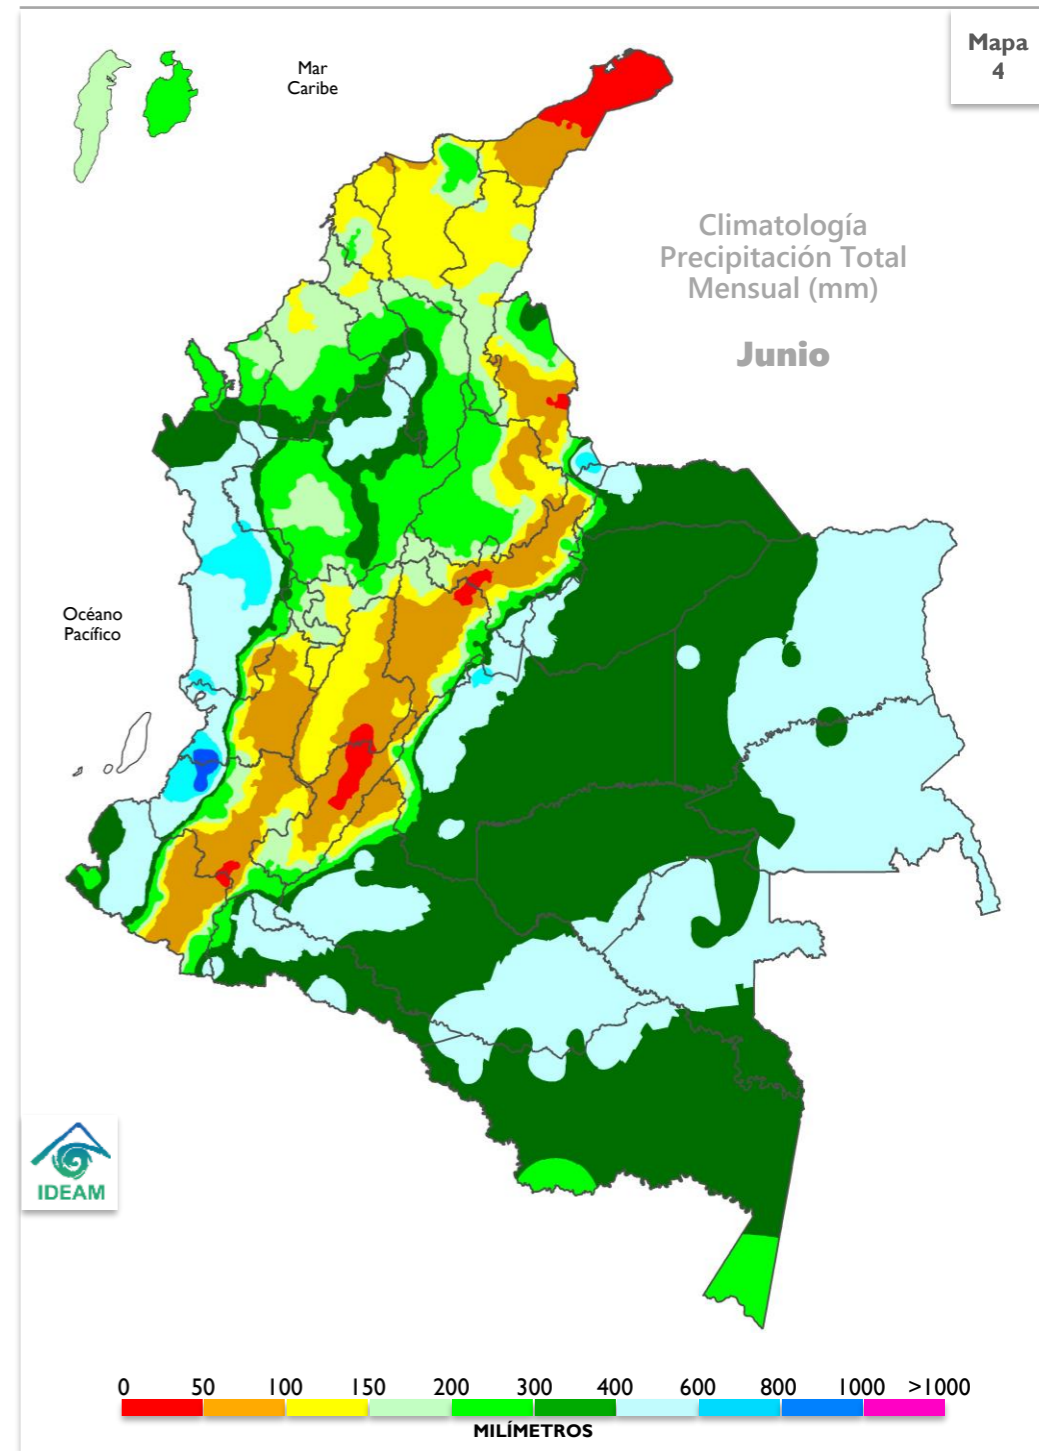 Mapa
4
Mar
Caribe
Climatología
Precipitación Total
Mensual (mm)
Junio
Océano
Pacífico
IDEAM
0 50 100 150 200 300 400 600 800 1000 >1000
MILÍMETROS